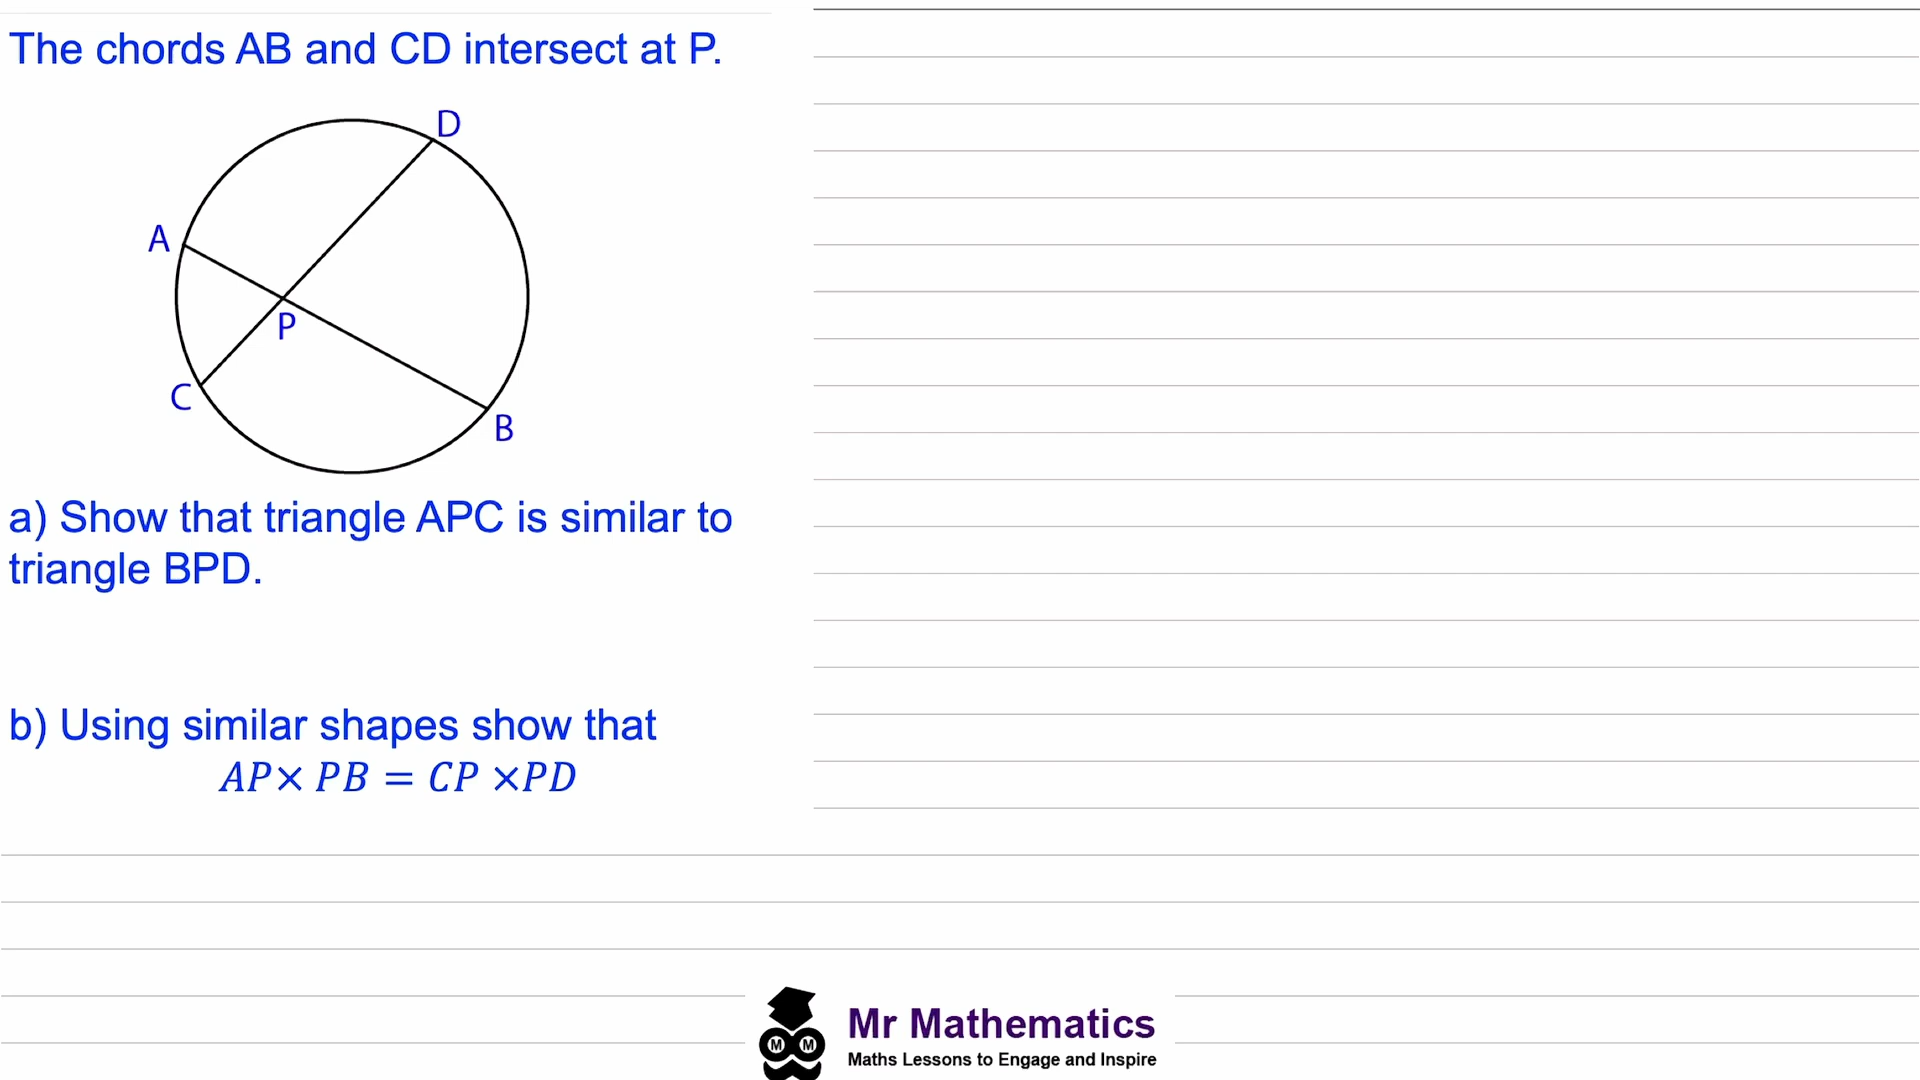 The chords AB and CD intersect at P.
D
A
P
C
B
a) Show that triangle APC is similar to
triangle BPD.
b) Using similar shapes show that
AP× PB = CP ×PD
M M
Mr Mathematics
Maths Lessons to Engage and Inspire